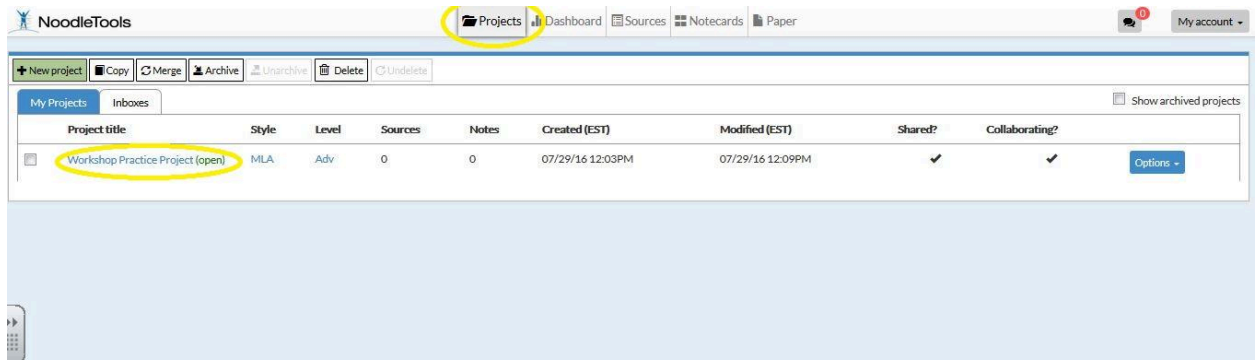 NoodleTools Projects Dashboard Sources Notecards Paper 0 My account
New project Copy Merge Archive Unarchive Delete Undelete
My Projects Inboxes Show archived projects
Project title Style Level Sources Notes Created (EST) Modified (EST) Shared? Collaborating?
Workshop Practice Project (open) MLA Adv 0 0 07/29/16 12:03PM 07/29/16 12:09PM Options